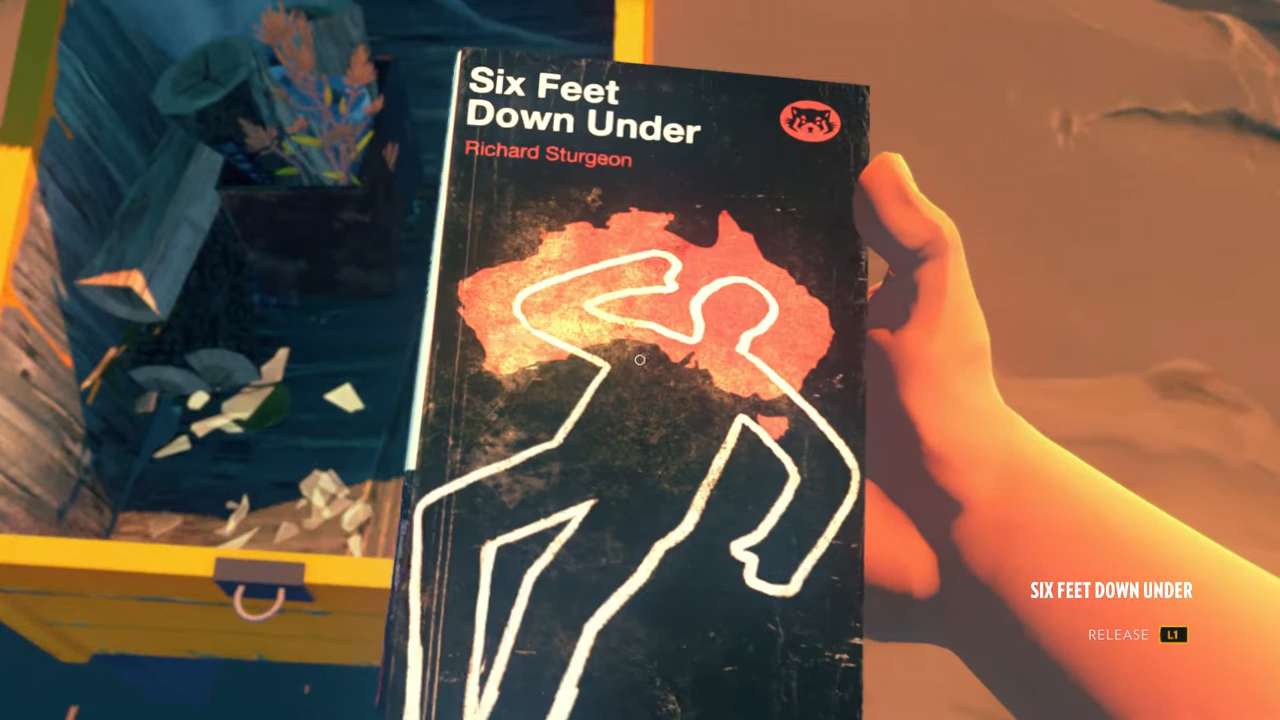 Six Feet
Down Under
Richard Sturgeon
SIX FEET DOWN UNDER
RELEASE L1